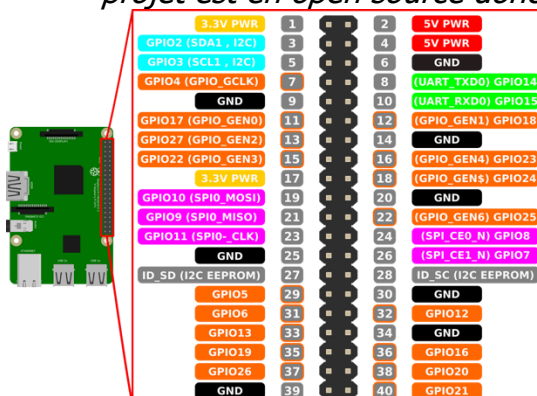 projet est en open source donc
3.3V PWR 1 2 5V PWR
GPIO2 (SDA1 , I2C) 3 4 5V PWR
GPIO3 (SCL1 , I2C) 5 6 GND
GPIO4 (GPIO_GCLK) 7 8 (UART_TXD0) GPIO14
GND 9 10 (UART_RXD0) GPIO15
GPIO17 (GPIO_GEN0) 11 12 (GPIO_GEN1) GPIO18
GPIO27 (GPIO_GEN2) 13 14 GND
GPIO22 (GPIO_GEN3) 15 16 (GPIO_GEN4) GPIO23
3.3V PWR 17 18 (GPIO_GEN$) GPIO24
GPIO10 (SPI0_MOSI) 19 20 GND
GPIO9 (SPI0_MISO) 21 22 (GPIO_GEN6) GPIO25
GPIO11 (SPI0-_CLK) 23 24 (SPI_CE0_N) GPIO8
GND 25 26 (SPI_CE1_N) GPIO7
ID_SD (I2C EEPROM) 27 28 ID_SC (I2C EEPROM)
GPIO5 29 30 GND
GPIO6 31 32 GPIO12
GPIO13 33 34 GND
GPIO19 35 36 GPIO16
GPIO26 37 38 GPIO20
GND 39 40 GPIO21